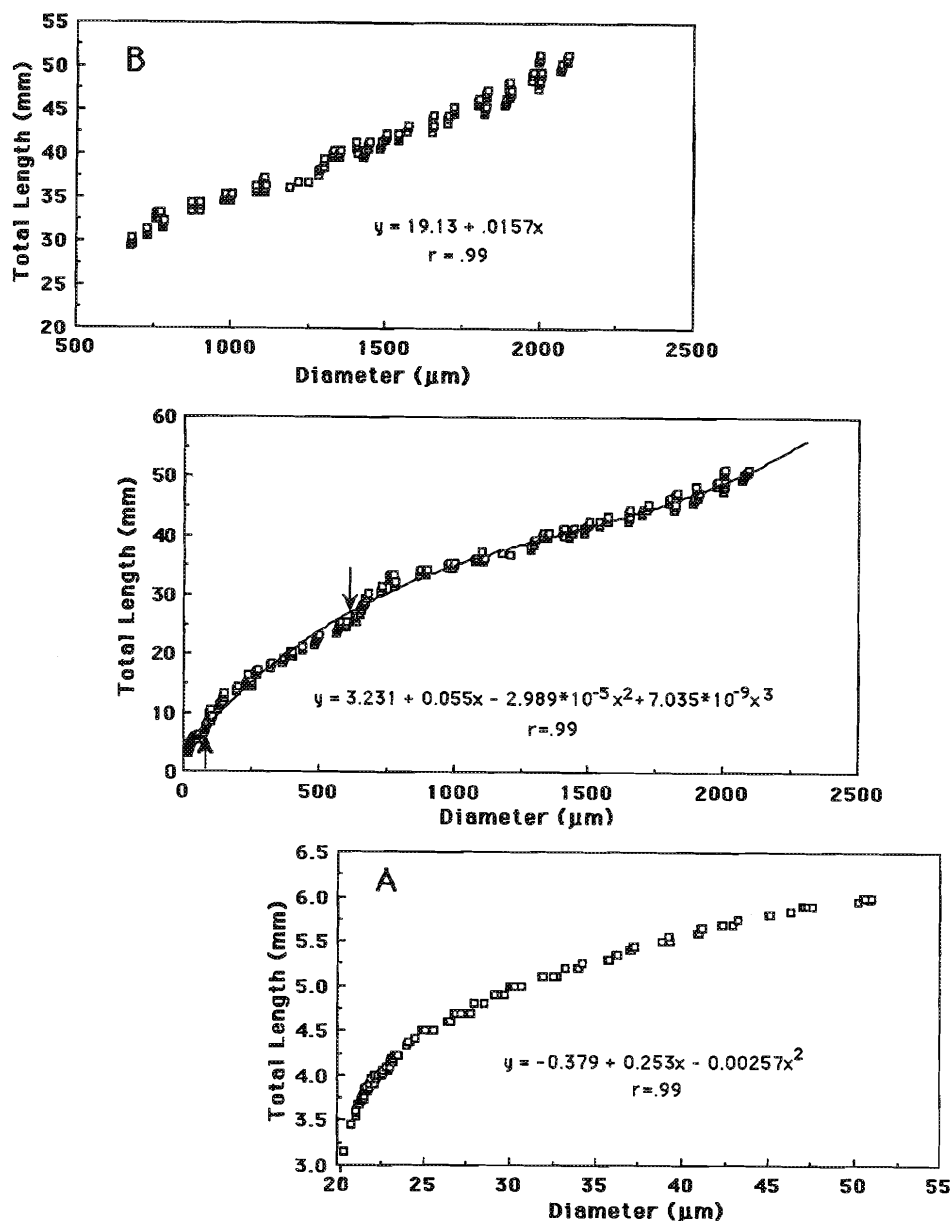 B
Total Length (mm)
55
50
45
40
35
30
25
20
y = 19.13 + .0157x
r = .99
500 1000 1500 2000 2500
Diameter (μm)
Total Length (mm)
60
50
40
30
20
10
0
y = 3.231 + 0.055x - 2.989*10⁻⁵x² + 7.035*10⁻⁹x³
r=.99
0 500 1000 1500 2000 2500
Diameter (μm)
A
Total Length (mm)
6.5
6.0
5.5
5.0
4.5
4.0
3.5
3.0
y = -0.379 + 0.253x - 0.00257x²
r=.99
20 25 30 35 40 45 50 55
Diameter (μm)